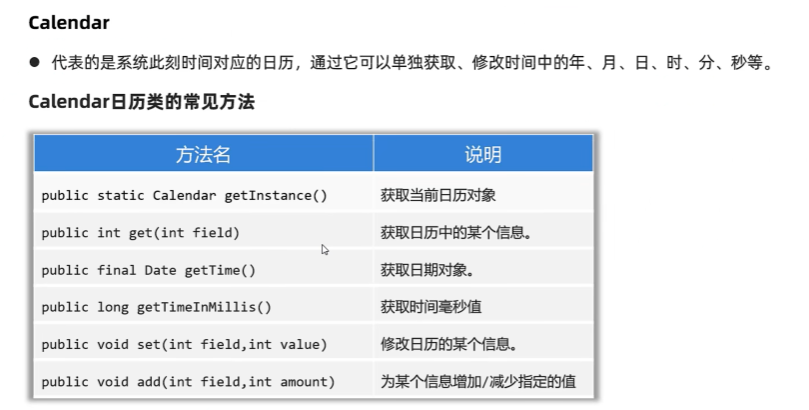 Calendar
● 代表的是系统此刻时间对应的日历，通过它可以单独获取、修改时间中的年、月、日、时、分、秒等。
Calendar日历类的常见方法
方法名 说明
public static Calendar getInstance() 获取当前日历对象
public int get(int field) 获取日历中的某个信息。
public final Date getTime() 获取日期对象。
public long getTimeInMillis() 获取时间毫秒值
public void set(int field,int value) 修改日历的某个信息。
public void add(int field,int amount) 为某个信息增加/减少指定的值